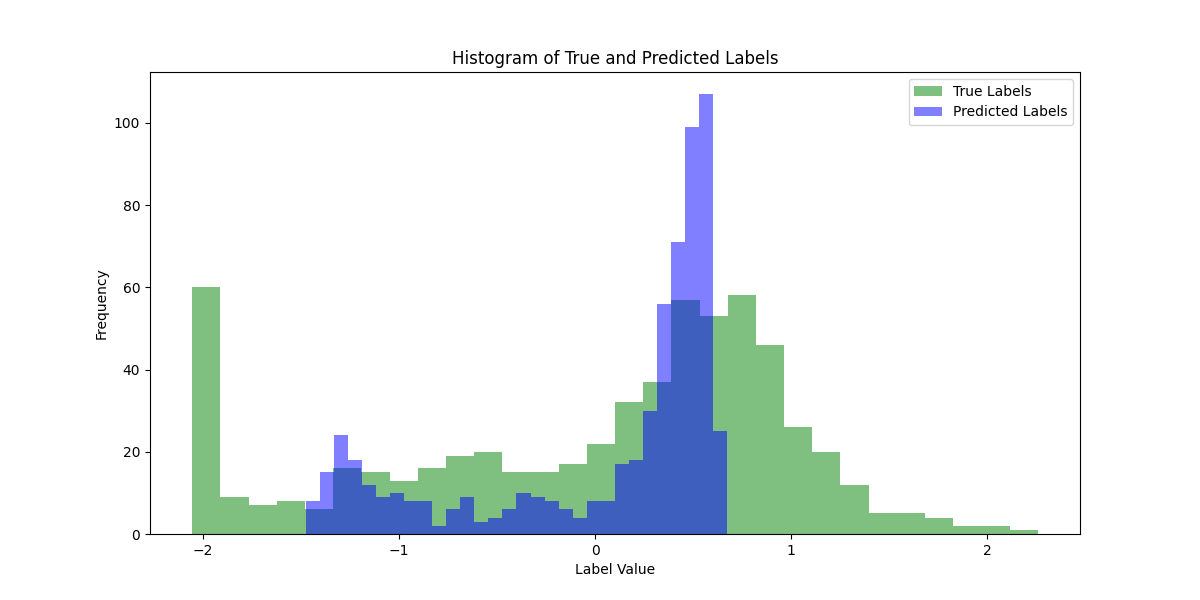 Histogram of True and Predicted Labels
True Labels
Predicted Labels
100
80
60
40
20
0
Frequency
−2
−1
0
1
2
Label Value